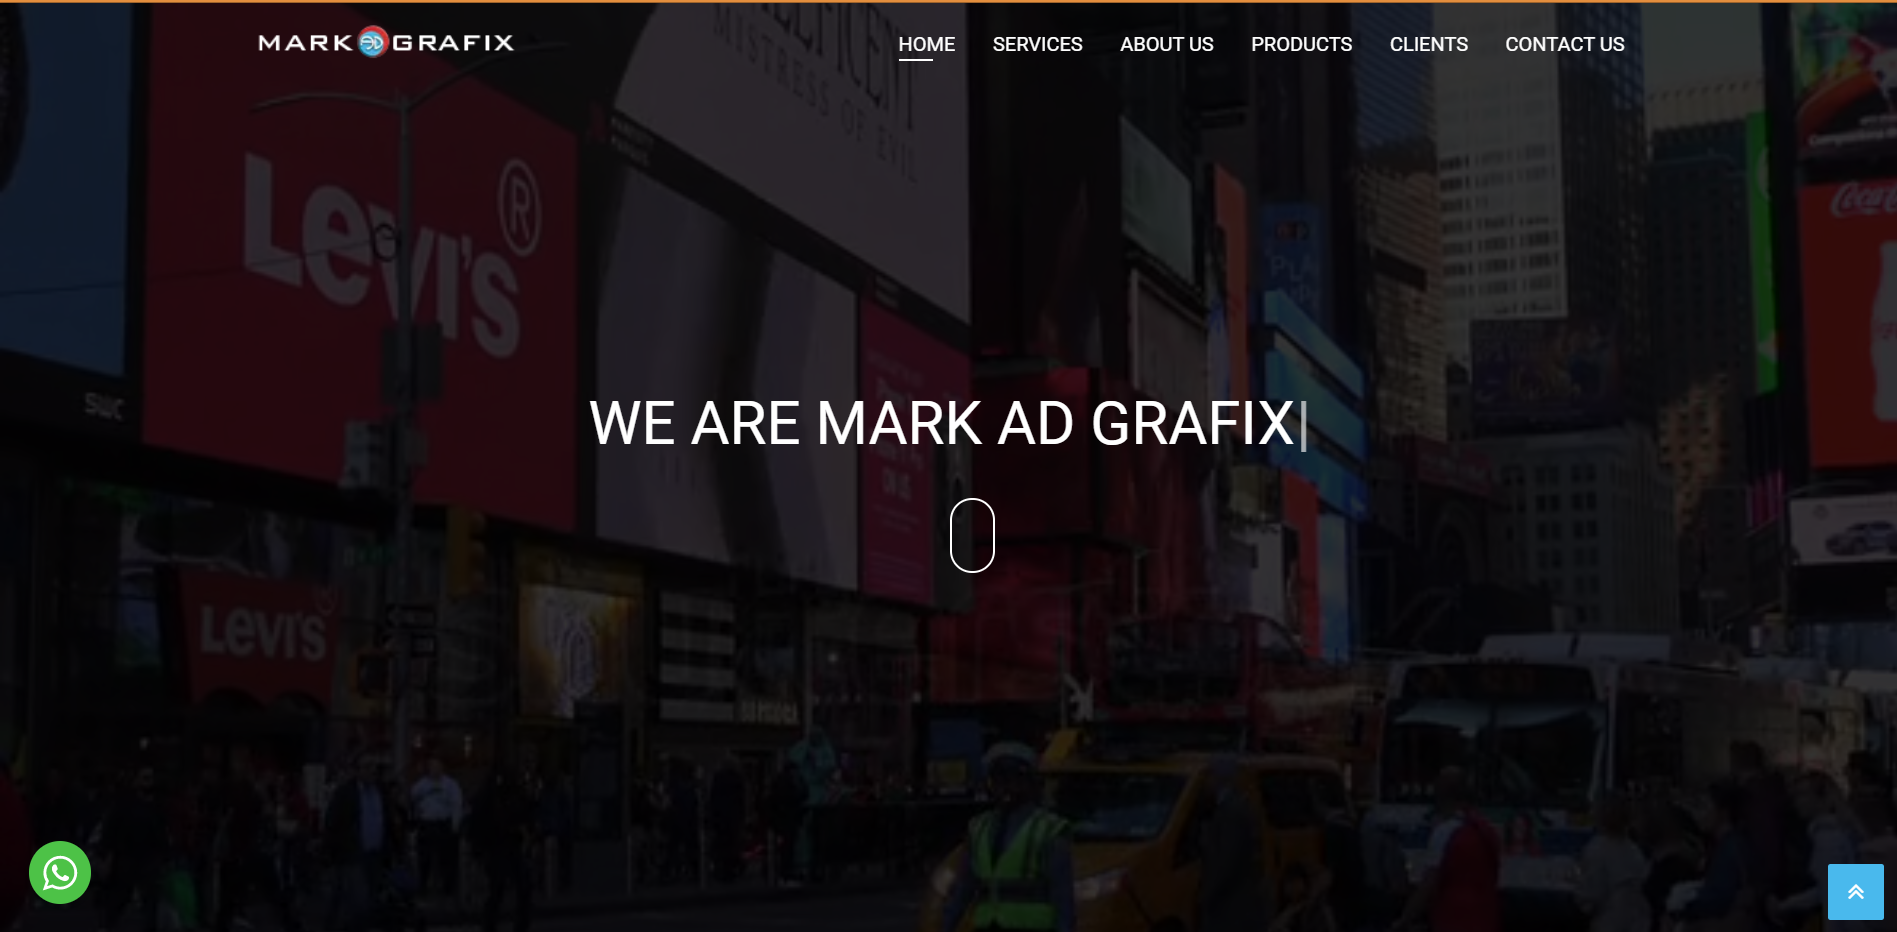 MARK AD GRAFIX
HOME SERVICES ABOUT US PRODUCTS CLIENTS CONTACT US
MISTRESS OF EVIL
Levi's®
Coca
SWC
WE ARE MARK AD GRAFIX|
Levi's